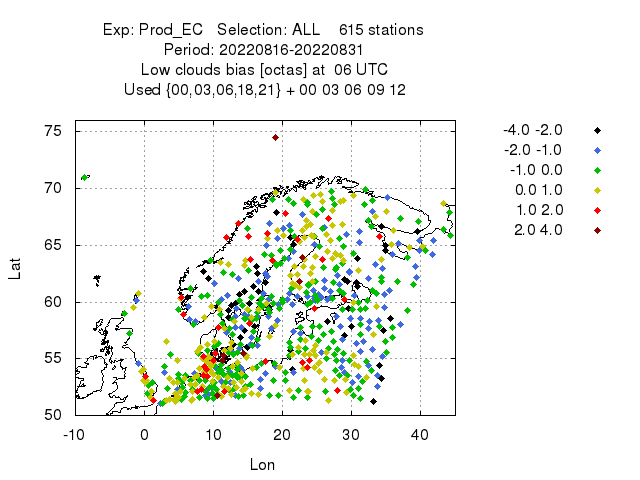 Exp: Prod_EC   Selection: ALL    615 stations
Period: 20220816-20220831
Low clouds bias [octas] at  06 UTC
Used {00,03,06,18,21} + 00 03 06 09 12
-4.0 -2.0
-2.0 -1.0
-1.0 0.0
0.0 1.0
1.0 2.0
2.0 4.0
75
70
65
60
55
50
Lat
-10 0 10 20 30 40
Lon